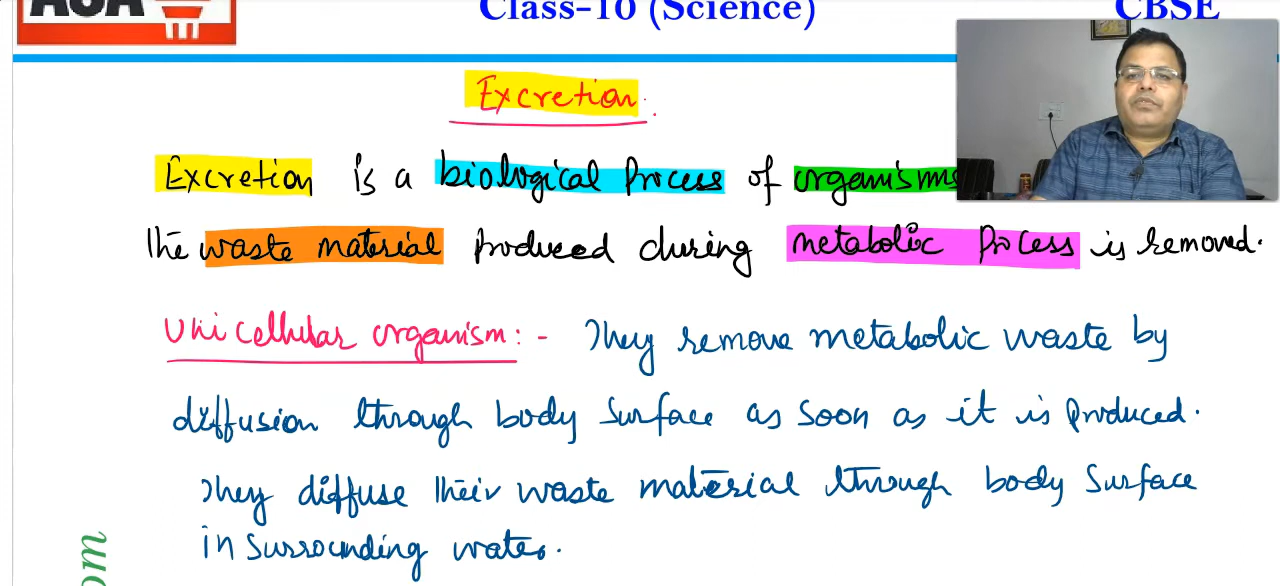 Class-10 (Science)
CBSE
Excretion.
Excretion is a biological process of organisms
The waste material produced during metabolic process is removed.
Unicellular organism:- They remove metabolic waste by
diffusion through body surface as soon as it is produced.
They diffuse their waste material through body surface
in surrounding water.
om